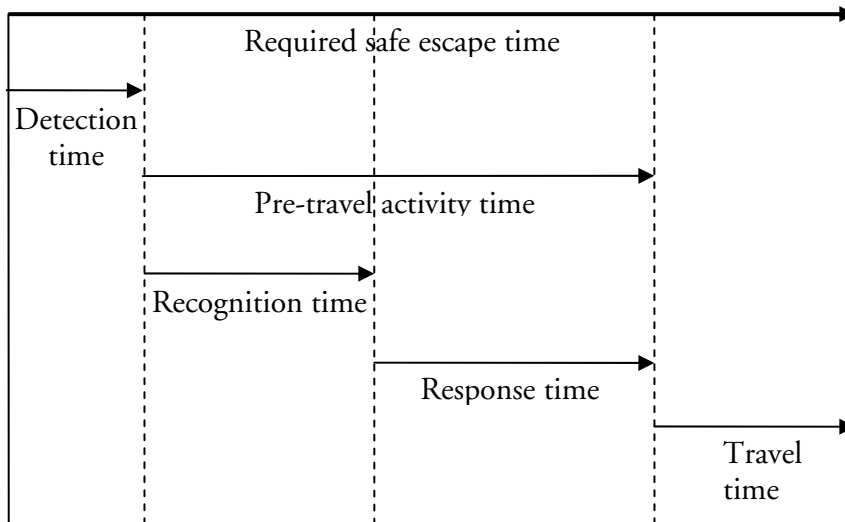 Required safe escape time
Detection
time
Pre-travel activity time
Recognition time
Response time
Travel
time